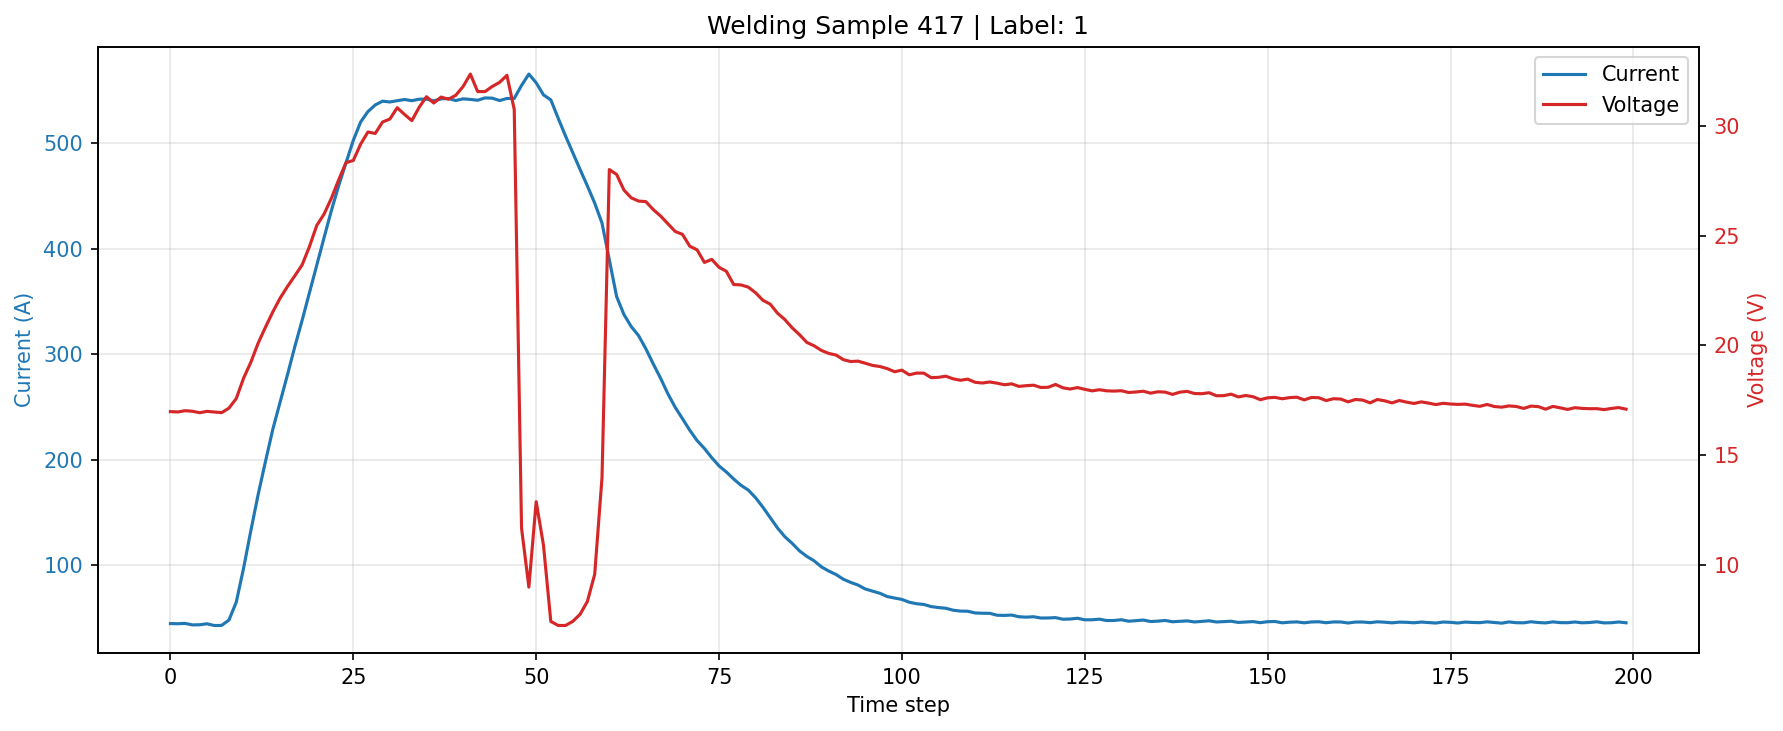 Welding Sample 417 | Label: 1
Current
Voltage
Current (A)
500
400
300
200
100
Voltage (V)
30
25
20
15
10
0 25 50 75 100 125 150 175 200
Time step